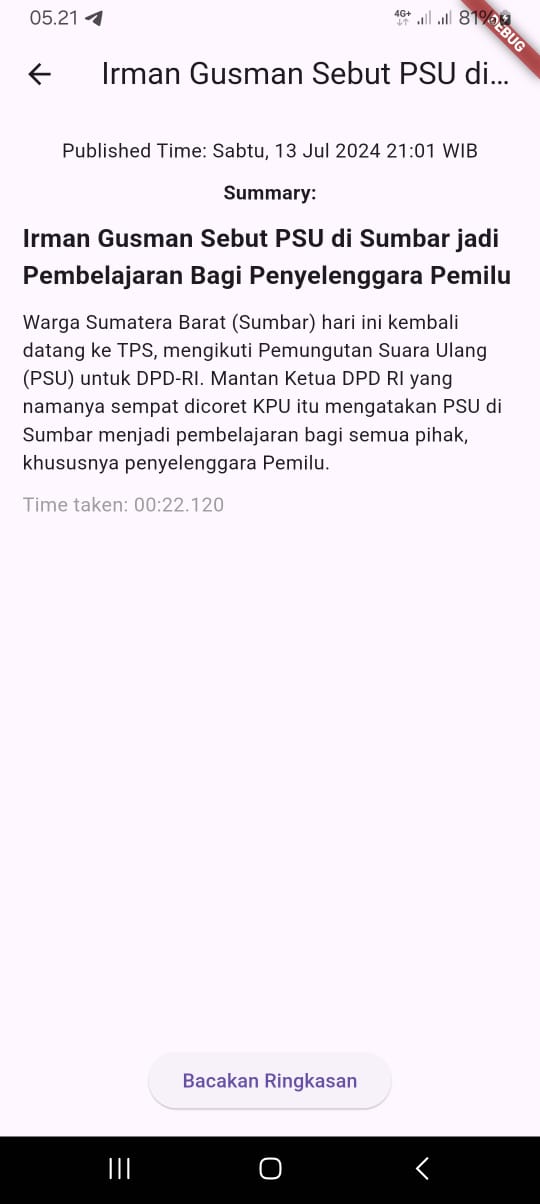 05.21
4G+ 81%
DEBUG
Irman Gusman Sebut PSU di...
Published Time: Sabtu, 13 Jul 2024 21:01 WIB
Summary:
Irman Gusman Sebut PSU di Sumbar jadi
Pembelajaran Bagi Penyelenggara Pemilu
Warga Sumatera Barat (Sumbar) hari ini kembali
datang ke TPS, mengikuti Pemungutan Suara Ulang
(PSU) untuk DPD-RI. Mantan Ketua DPD RI yang
namanya sempat dicoret KPU itu mengatakan PSU di
Sumbar menjadi pembelajaran bagi semua pihak,
khususnya penyelenggara Pemilu.
Time taken: 00:22.120
Bacakan Ringkasan